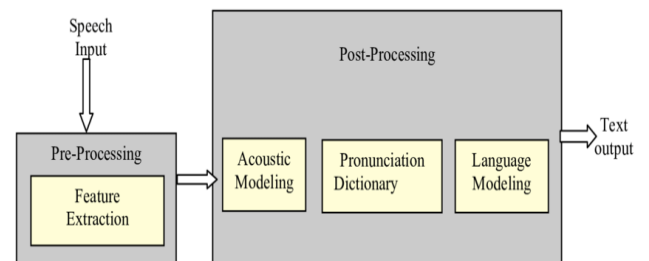 Speech
Input
Post-Processing
Pre-Processing
Feature
Extraction
Acoustic
Modeling
Pronunciation
Dictionary
Language
Modeling
Text
output